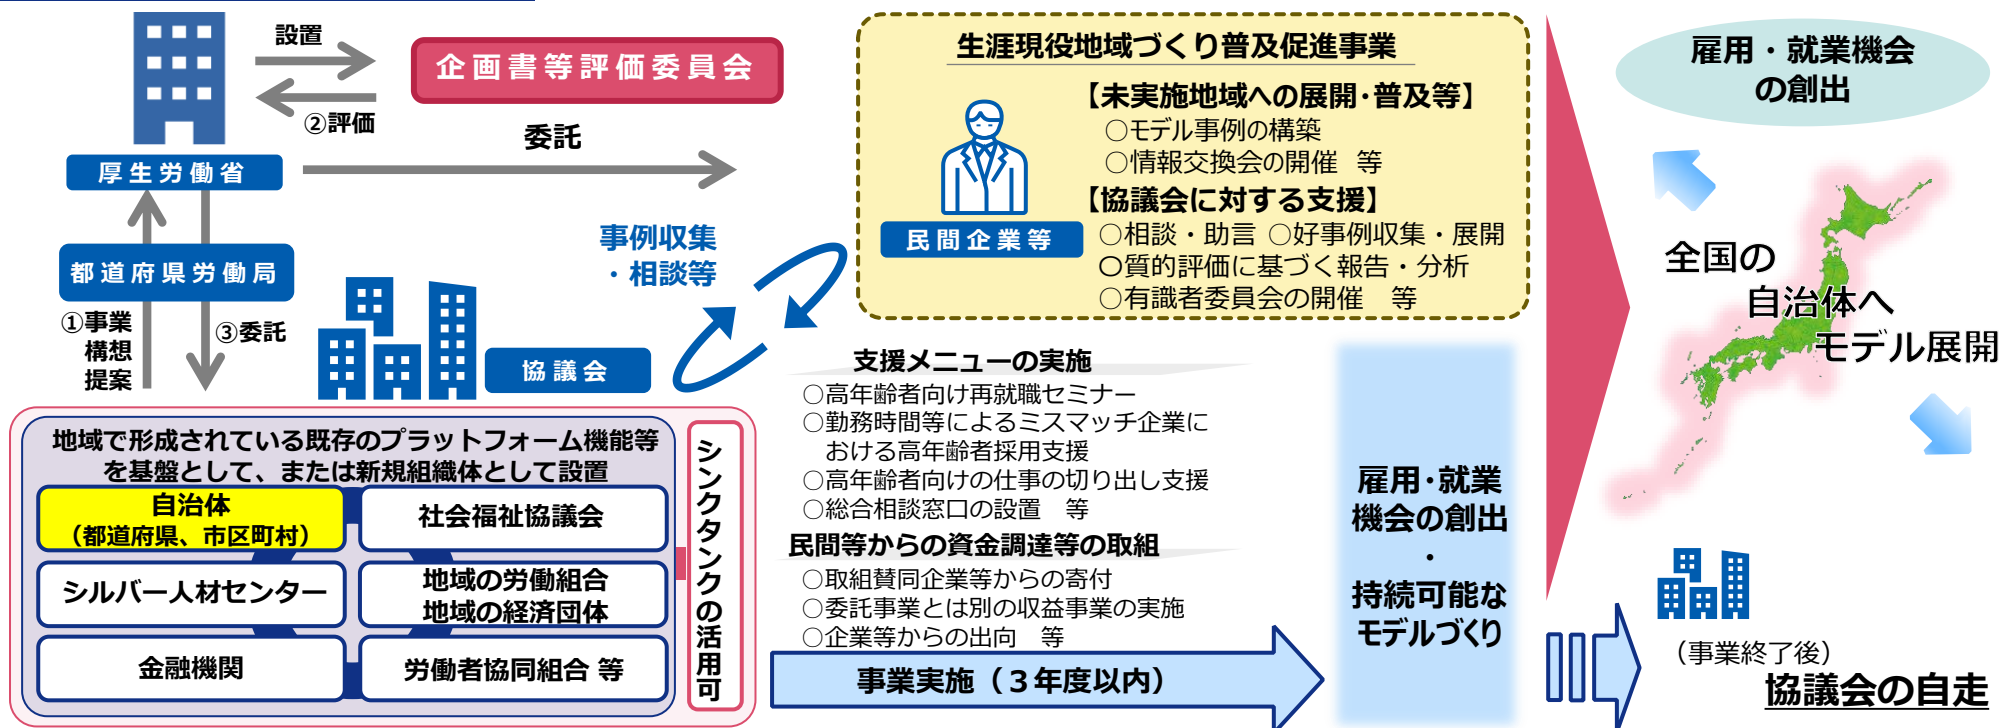 設置
企画書等評価委員会
②評価
委託
厚生労働省
都道府県労働局
①事業
構想
提案
③委託
事例収集
・相談等
協議会
生涯現役地域づくり普及促進事業
【未実施地域への展開・普及等】
○モデル事例の構築
○情報交換会の開催 等
【協議会に対する支援】
民間企業等
○相談・助言 ○好事例収集・展開
〇質的評価に基づく報告・分析
○有識者委員会の開催 等
地域で形成されている既存のプラットフォーム機能等
を基盤として、または新規組織体として設置
自治体
（都道府県、市区町村）
社会福祉協議会
シルバー人材センター
地域の労働組合
地域の経済団体
金融機関
労働者協同組合 等
シンクタンクの活用可
支援メニューの実施
○高年齢者向け再就職セミナー
○勤務時間等によるミスマッチ企業に
おける高年齢者採用支援
○高年齢者向けの仕事の切り出し支援
○総合相談窓口の設置 等
民間等からの資金調達等の取組
○取組賛同企業等からの寄付
○委託事業とは別の収益事業の実施
○企業等からの出向 等
事業実施（３年度以内）
雇用・就業
機会の創出
・
持続可能な
モデルづくり
雇用・就業機会
の創出
全国の
自治体へ
モデル展開
（事業終了後）
協議会の自走